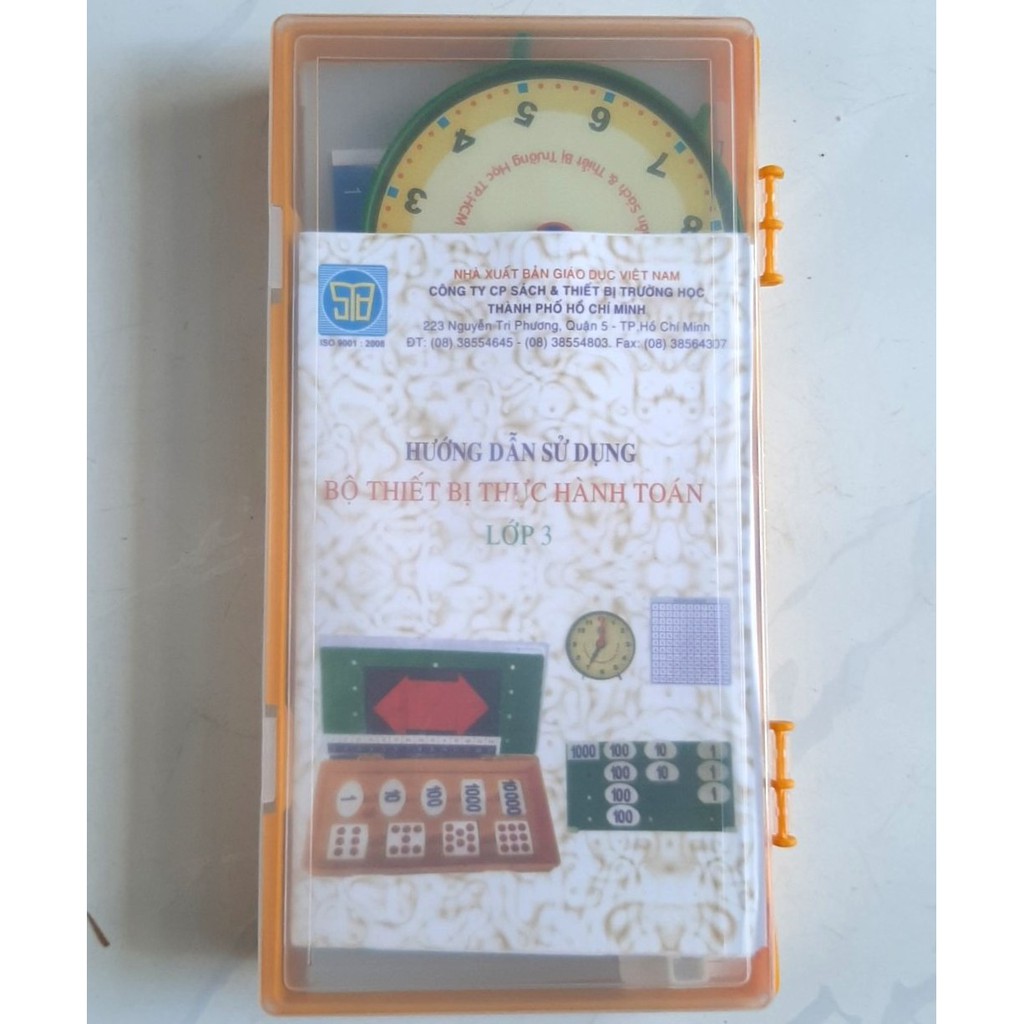 3
4
5
6
7
8
Sách & Thiết Bị Trường Học TP.HCM
1
STB
ISO 9001 : 2008
NHÀ XUẤT BẢN GIÁO DỤC VIỆT NAM
CÔNG TY CP SÁCH & THIẾT BỊ TRƯỜNG HỌC
THÀNH PHỐ HỒ CHÍ MINH
223 Nguyễn Tri Phương, Quận 5 - TP.Hồ Chí Minh
ĐT: (08) 38554645 - (08) 38554803. Fax: (08) 38564307
HƯỚNG DẪN SỬ DỤNG
BỘ THIẾT BỊ THỰC HÀNH TOÁN
LỚP 3
1000 100 10 1
100 10 1
100 1
100
1 10 100 1000 10000